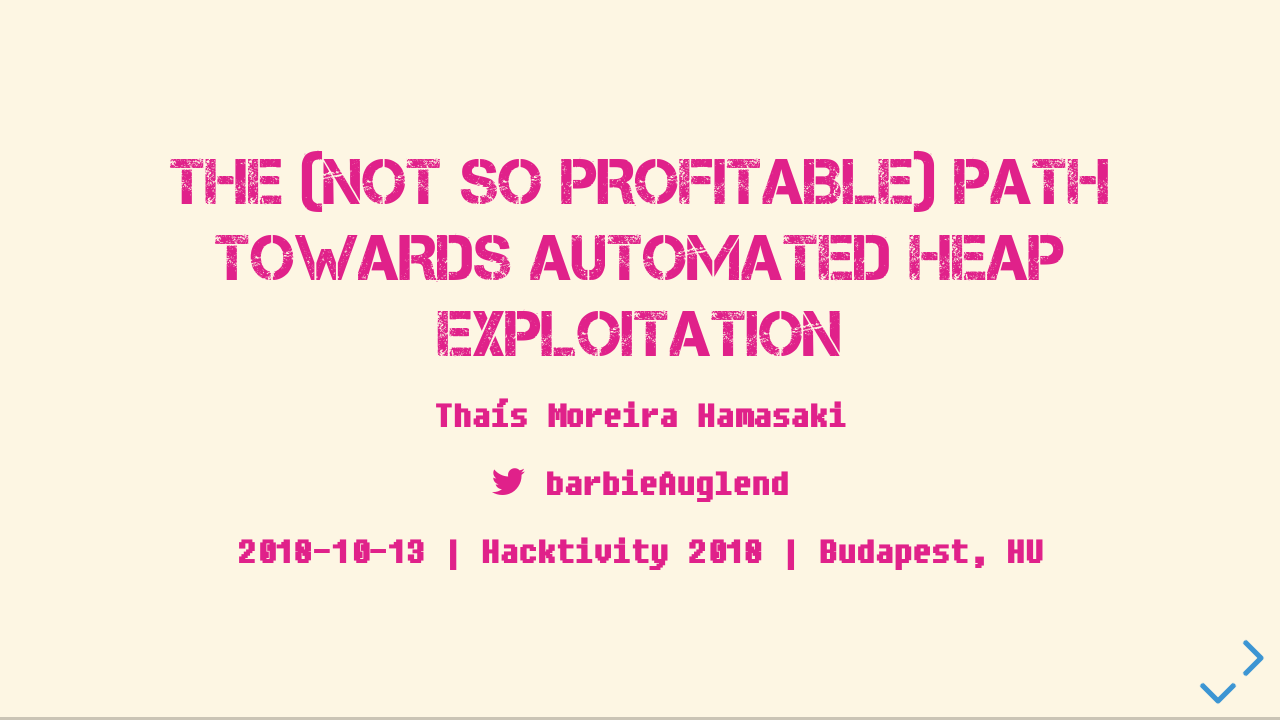 THE (NOT SO PROFITABLE) PATH
TOWARDS AUTOMATED HEAP
EXPLOITATION
Thaís Moreira Hamasaki
barbieAuglend
2018-10-13 | Hacktivity 2018 | Budapest, HU